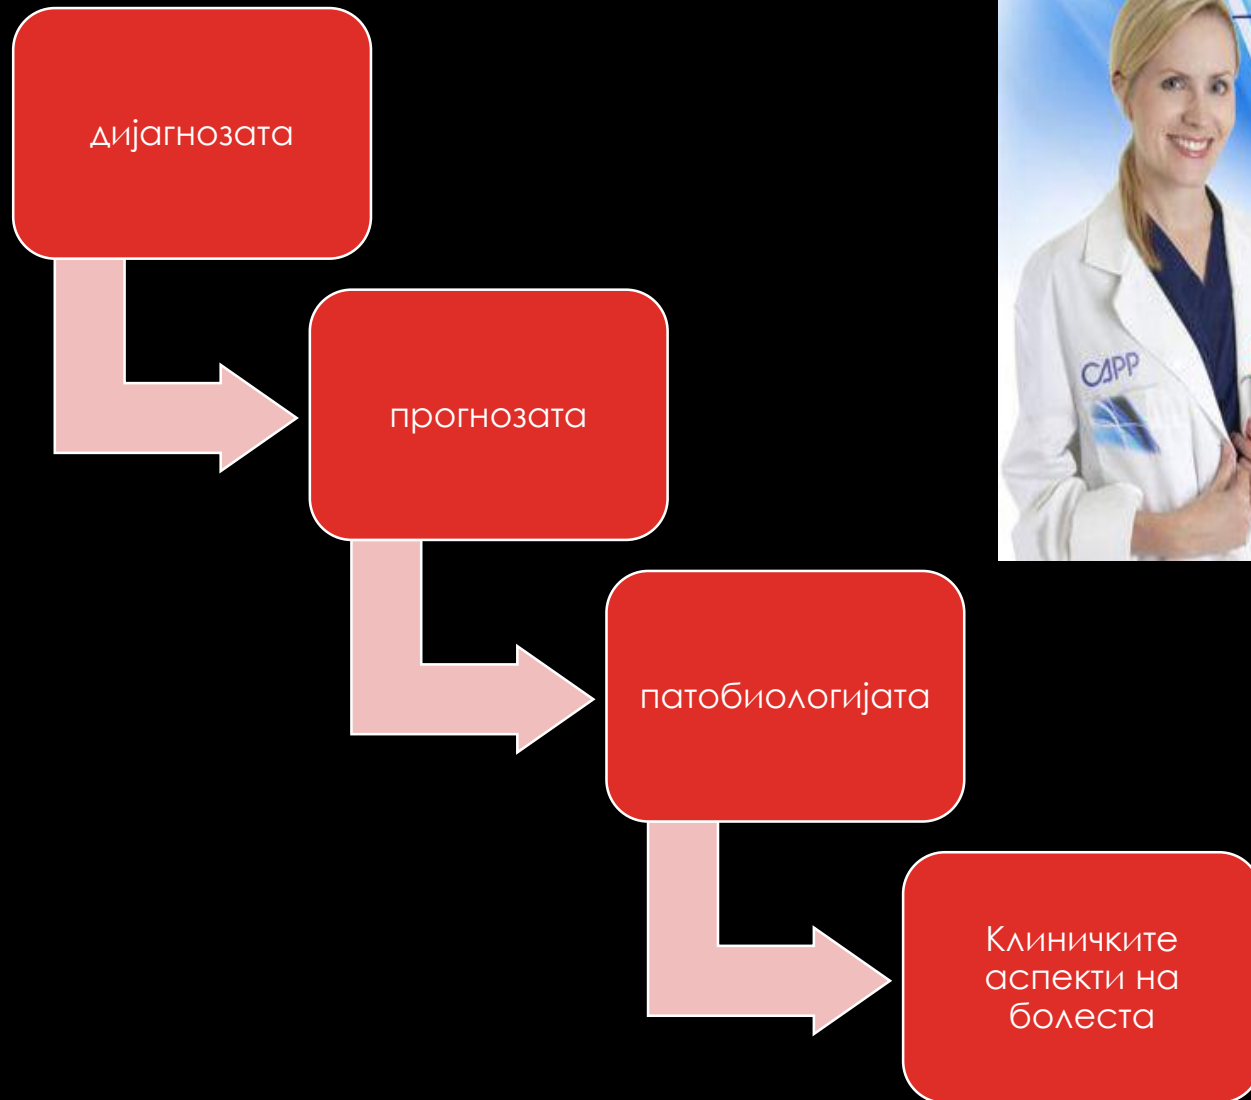 дијагнозата
прогнозата
CAPP
патобиологијата
Клиничките
аспекти на
болеста